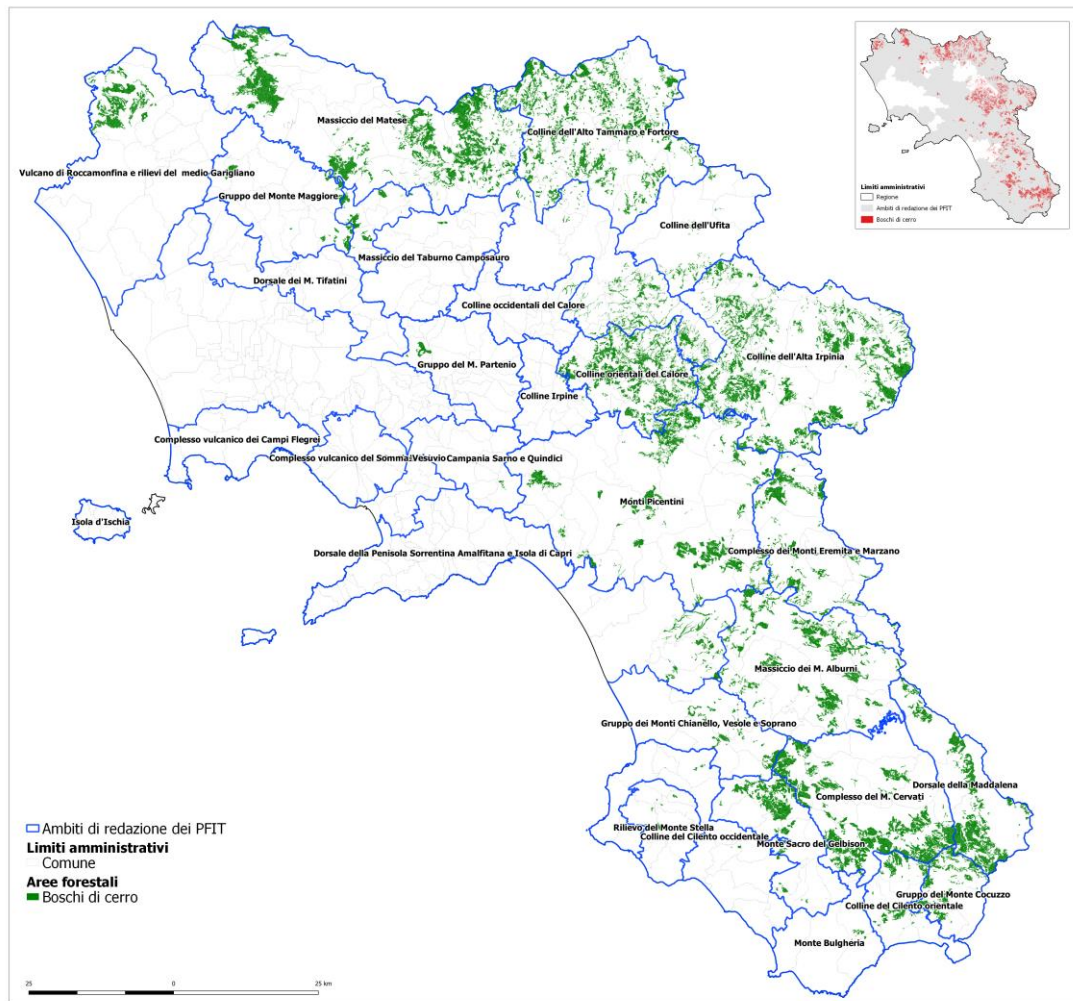 Limiti amministrativi
Regione
Ambiti di redazione dei PFIT
Boschi di cerro
Massiccio del Matese
Colline dell'Alto Tammaro e Fortore
Vulcano di Roccamonfina e rilievi del medio Garigliano
Gruppo del Monte Maggiore
Colline dell'Ufita
Massiccio del Taburno Camposauro
Dorsale dei M. Tifatini
Colline occidentali del Calore
Colline dell'Alta Irpinia
Gruppo del M. Partenio
Colline orientali del Calore
Colline Irpine
Complesso vulcanico dei Campi Flegrei
Complesso vulcanico del Somma-Vesuvio
Campania Sarno e Quindici
Monti Picentini
Isola d'Ischia
Dorsale della Penisola Sorrentina Amalfitana e Isola di Capri
Complesso dei Monti Eremita e Marzano
Massiccio dei M. Alburni
Gruppo dei Monti Chianello, Vesole e Soprano
Dorsale della Maddalena
Complesso del M. Cervati
Rilievo del Monte Stella
Colline del Cilento occidentale
Monte Sacro del Gelbison
Gruppo del Monte Cocuzzo
Colline del Cilento orientale
Monte Bulgheria
Ambiti di redazione dei PFIT
Limiti amministrativi
Comune
Aree forestali
Boschi di cerro
25 0 25 km